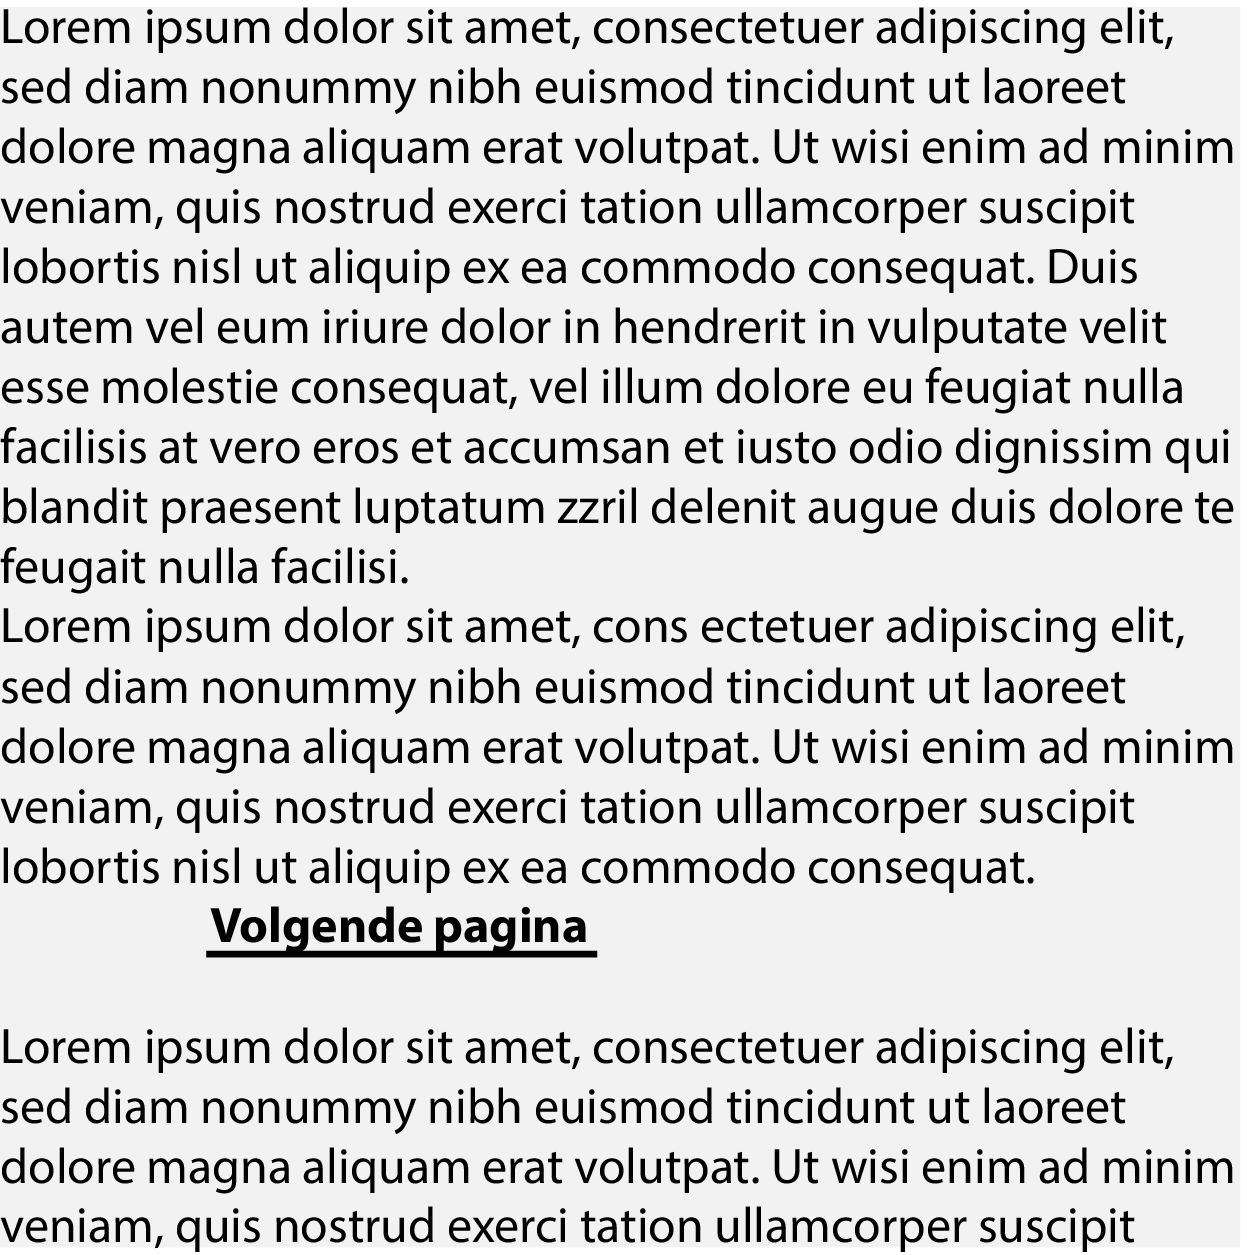 Lorem ipsum dolor sit amet, consectetuer adipiscing elit,
sed diam nonummy nibh euismod tincidunt ut laoreet
dolore magna aliquam erat volutpat. Ut wisi enim ad minim
veniam, quis nostrud exerci tation ullamcorper suscipit
lobortis nisl ut aliquip ex ea commodo consequat. Duis
autem vel eum iriure dolor in hendrerit in vulputate velit
esse molestie consequat, vel illum dolore eu feugiat nulla
facilisis at vero eros et accumsan et iusto odio dignissim qui
blandit praesent luptatum zzril delenit augue duis dolore te
feugait nulla facilisi.
Lorem ipsum dolor sit amet, cons ectetuer adipiscing elit,
sed diam nonummy nibh euismod tincidunt ut laoreet
dolore magna aliquam erat volutpat. Ut wisi enim ad minim
veniam, quis nostrud exerci tation ullamcorper suscipit
lobortis nisl ut aliquip ex ea commodo consequat.
Volgende pagina
Lorem ipsum dolor sit amet, consectetuer adipiscing elit,
sed diam nonummy nibh euismod tincidunt ut laoreet
dolore magna aliquam erat volutpat. Ut wisi enim ad minim
veniam, quis nostrud exerci tation ullamcorper suscipit